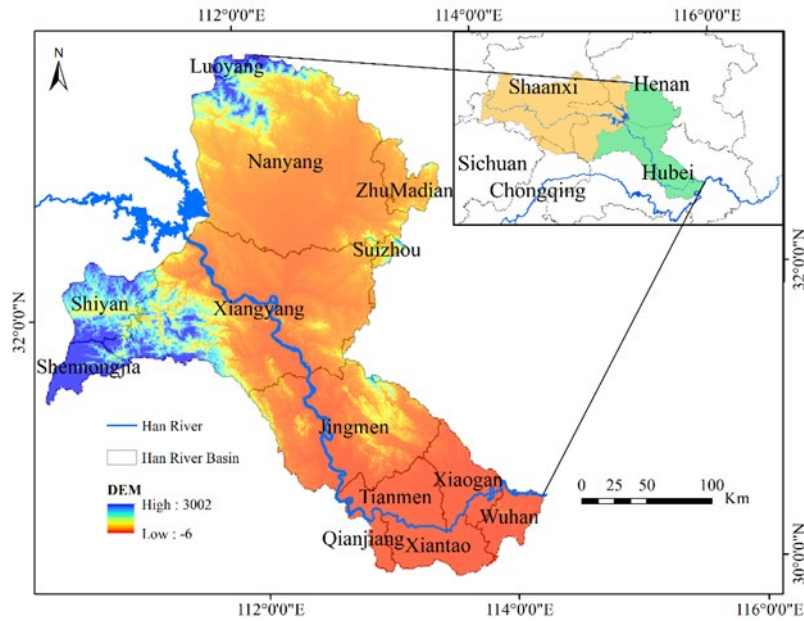 112°0'0"E
114°0'0"E
116°0'0"E
N
Luoyang
Shaanxi
Henan
Nanyang
Sichuan
Hubei
ZhuMadian
Chongqing
Suizhou
32°0'0"N
Shiyan
Xiangyang
32°0'0"N
Shennongjia
Han River
Jingmen
Han River Basin
DEM
Xiaogan
0 25 50 100
High : 3002
Tianmen
Km
Wuhan
Low : -6
Qianjiang
Xiantao
30°0'0"N
112°0'0"E
114°0'0"E
116°0'0"E